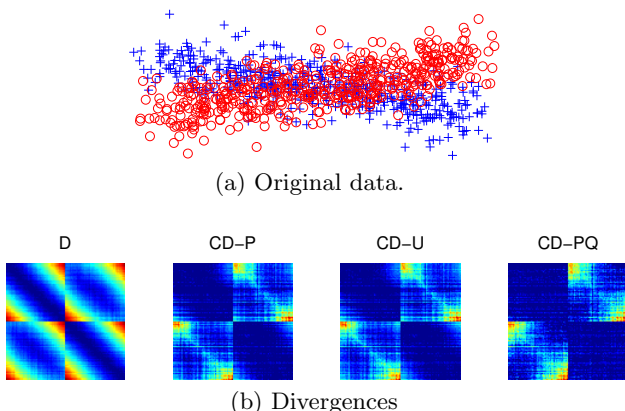 (a) Original data.
D CD−P CD−U CD−PQ
(b) Divergences